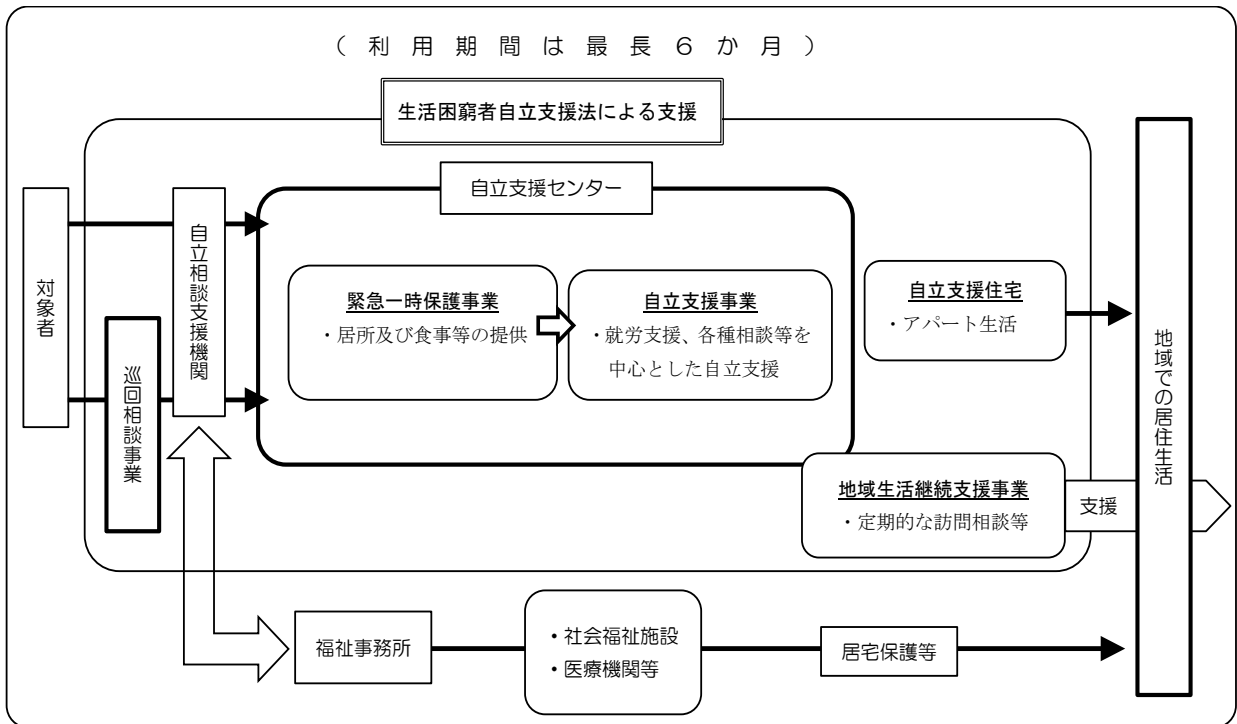 （利用期間は最長６か月）
生活困窮者自立支援法による支援
自立支援センター
対象者
巡回相談事業
自立相談支援機関
緊急一時保護事業
・居所及び食事等の提供
自立支援事業
・就労支援、各種相談等を
中心とした自立支援
自立支援住宅
・アパート生活
地域生活継続支援事業
・定期的な訪問相談等
支援
地域での居住生活
福祉事務所
・社会福祉施設
・医療機関等
居宅保護等